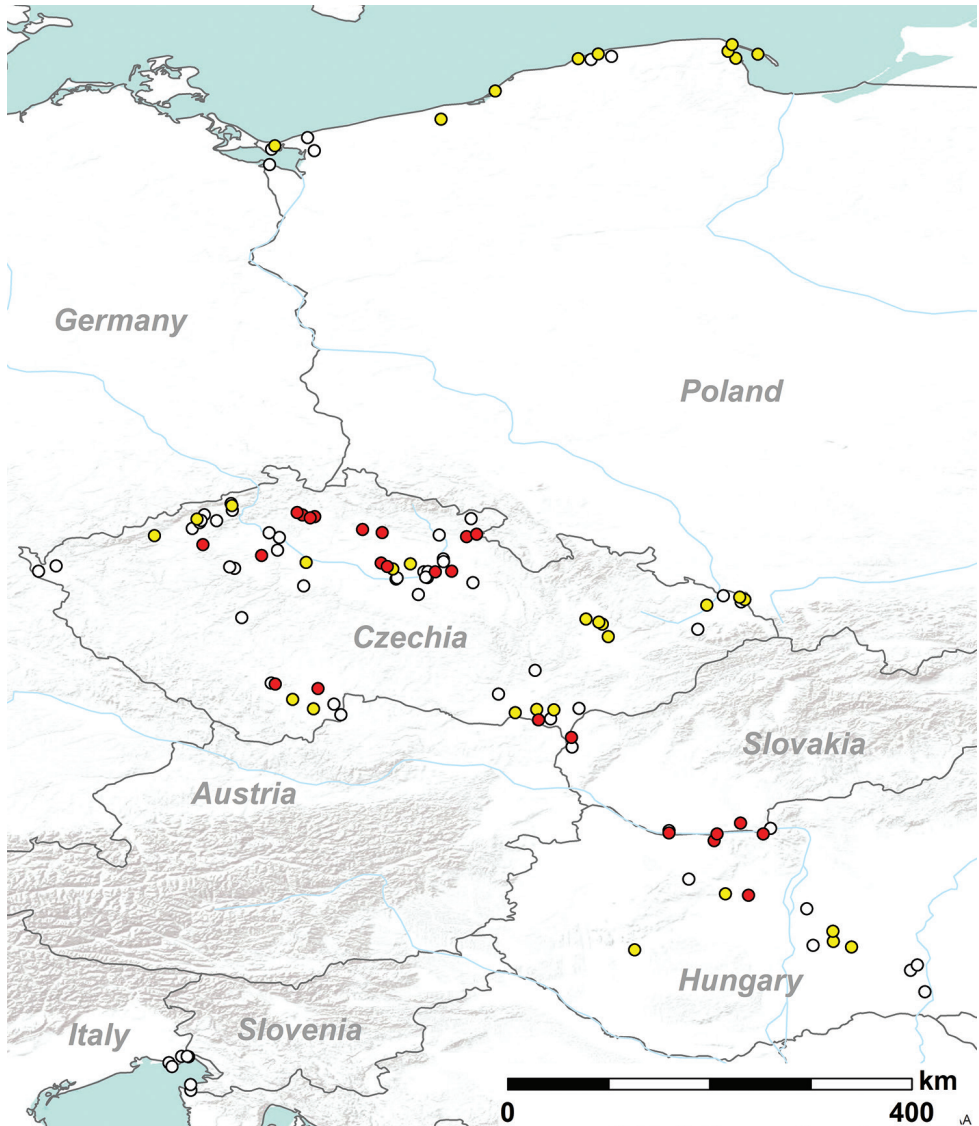 Germany
Poland
Czechia
Slovakia
Austria
Hungary
Italy
Slovenia
km
0
400